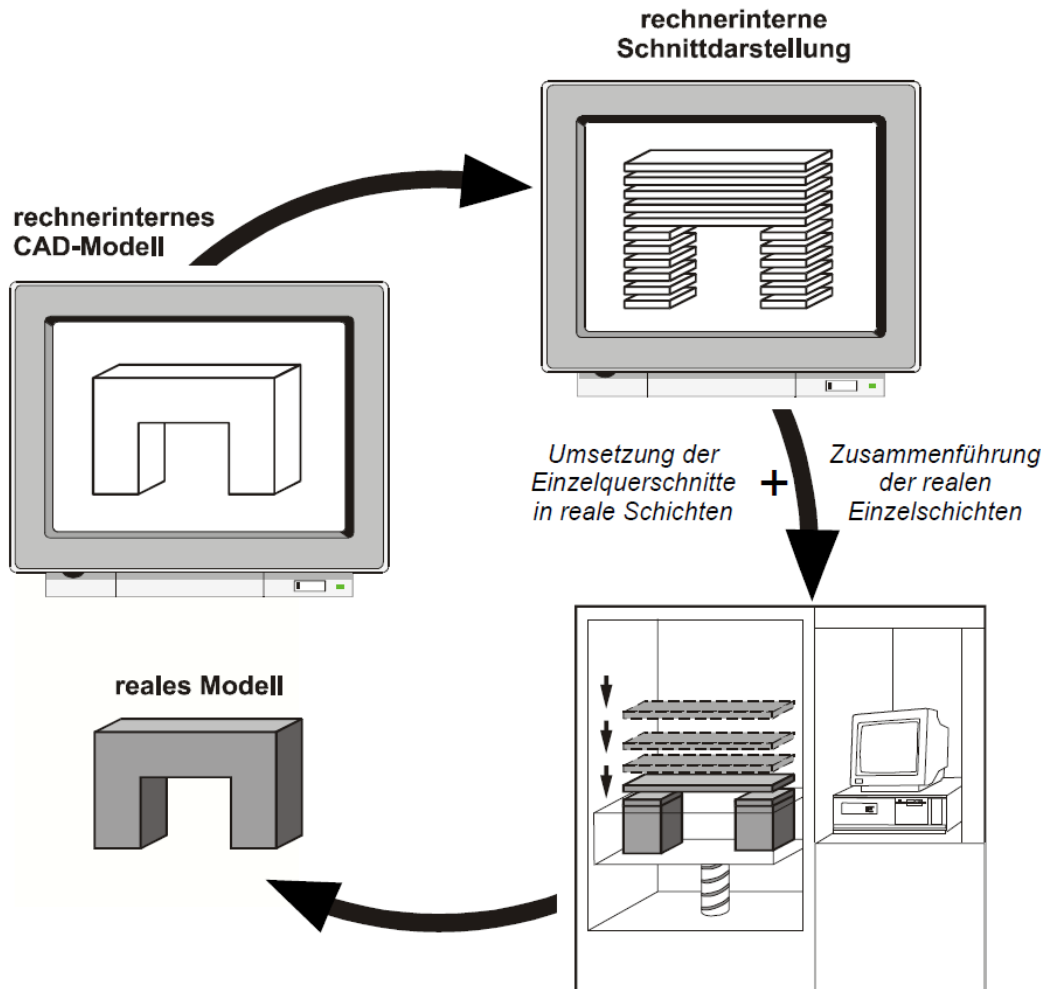 rechnerinterne
Schnittdarstellung
rechnerinternes
CAD-Modell
Umsetzung der
Einzelquerschnitte
in reale Schichten
+
Zusammenführung
der realen
Einzelschichten
reales Modell